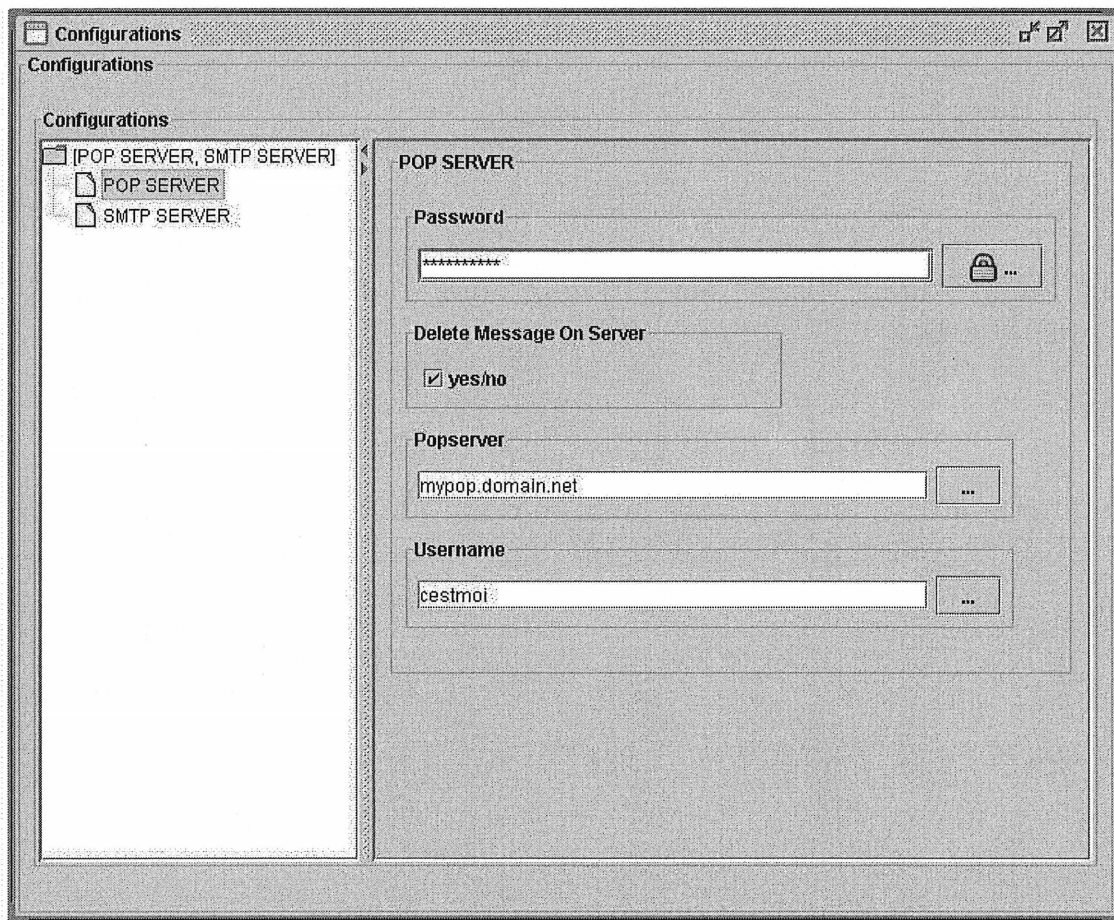 Configurations
Configurations
Configurations
[POP SERVER, SMTP SERVER]
POP SERVER
SMTP SERVER
POP SERVER
Password
**********
...
Delete Message On Server
yes/no
Popserver
mypop.domain.net
...
Username
cestmoi
...